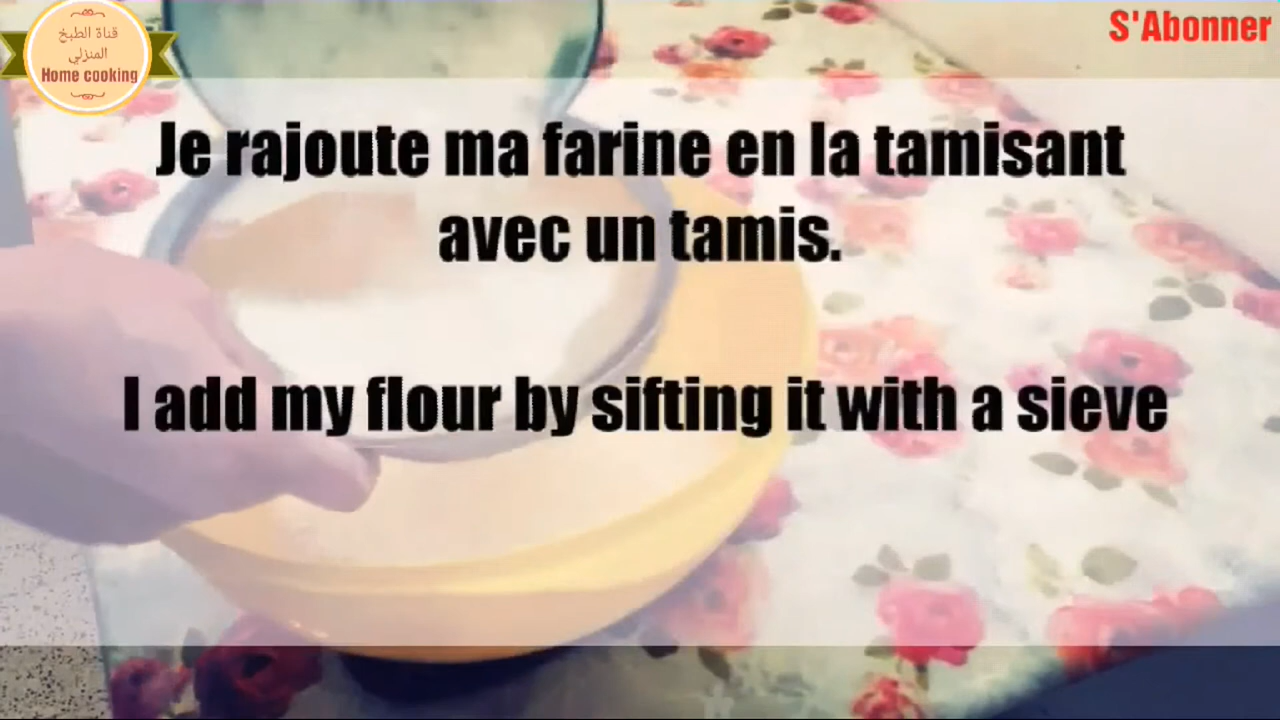 قناة الطبخ
المنزلي
Home cooking
S'Abonner
Je rajoute ma farine en la tamisant
avec un tamis.
I add my flour by sifting it with a sieve